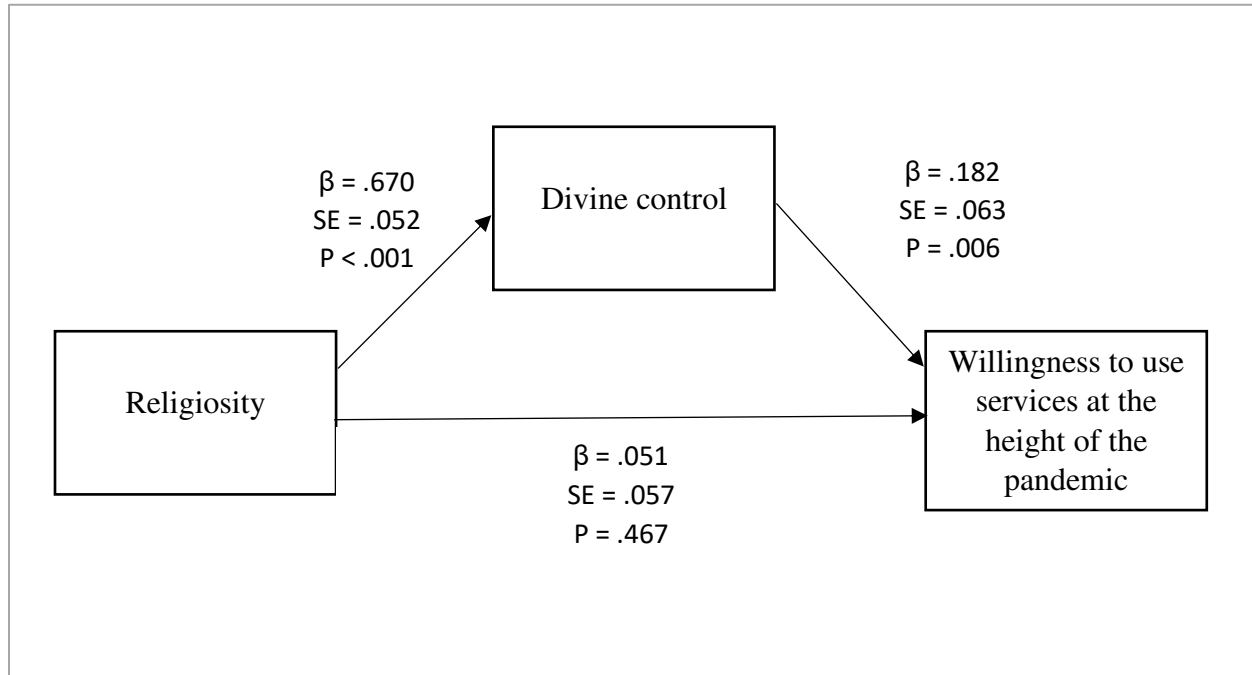 β = .670
SE = .052
P < .001
Divine control
β = .182
SE = .063
P = .006
Religiosity
Willingness to use
services at the
height of the
pandemic
β = .051
SE = .057
P = .467